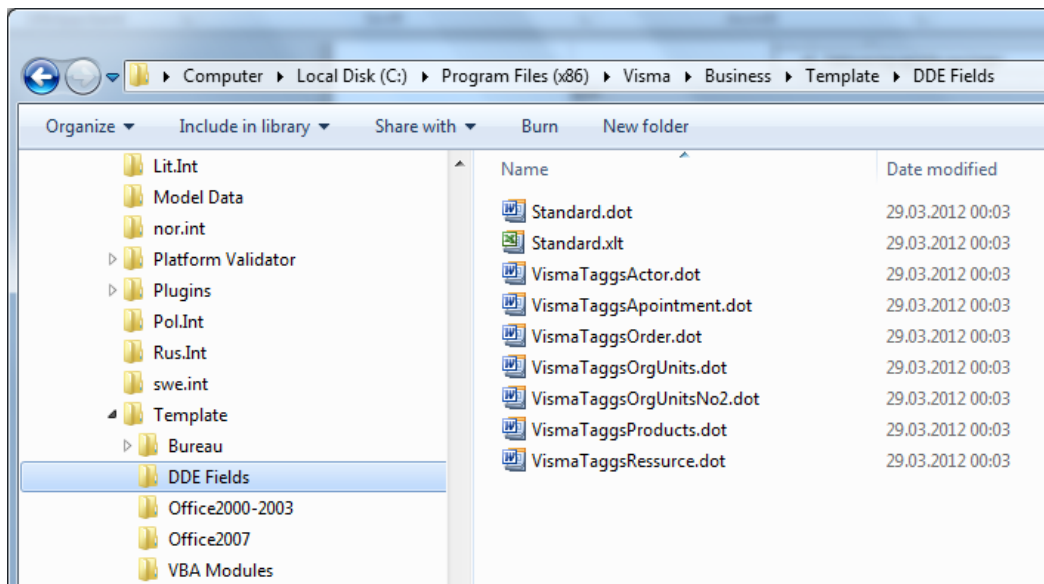 Computer Local Disk (C:) Program Files (x86) Visma Business Template DDE Fields
Organize Include in library Share with Burn New folder
Lit.Int
Model Data
nor.int
Platform Validator
Plugins
Pol.Int
Rus.Int
swe.int
Template
Bureau
DDE Fields
Office2000-2003
Office2007
VBA Modules
Name Date modified
Standard.dot 29.03.2012 00:03
Standard.xlt 29.03.2012 00:03
VismaTaggsActor.dot 29.03.2012 00:03
VismaTaggsApointment.dot 29.03.2012 00:03
VismaTaggsOrder.dot 29.03.2012 00:03
VismaTaggsOrgUnits.dot 29.03.2012 00:03
VismaTaggsOrgUnitsNo2.dot 29.03.2012 00:03
VismaTaggsProducts.dot 29.03.2012 00:03
VismaTaggsRessurce.dot 29.03.2012 00:03